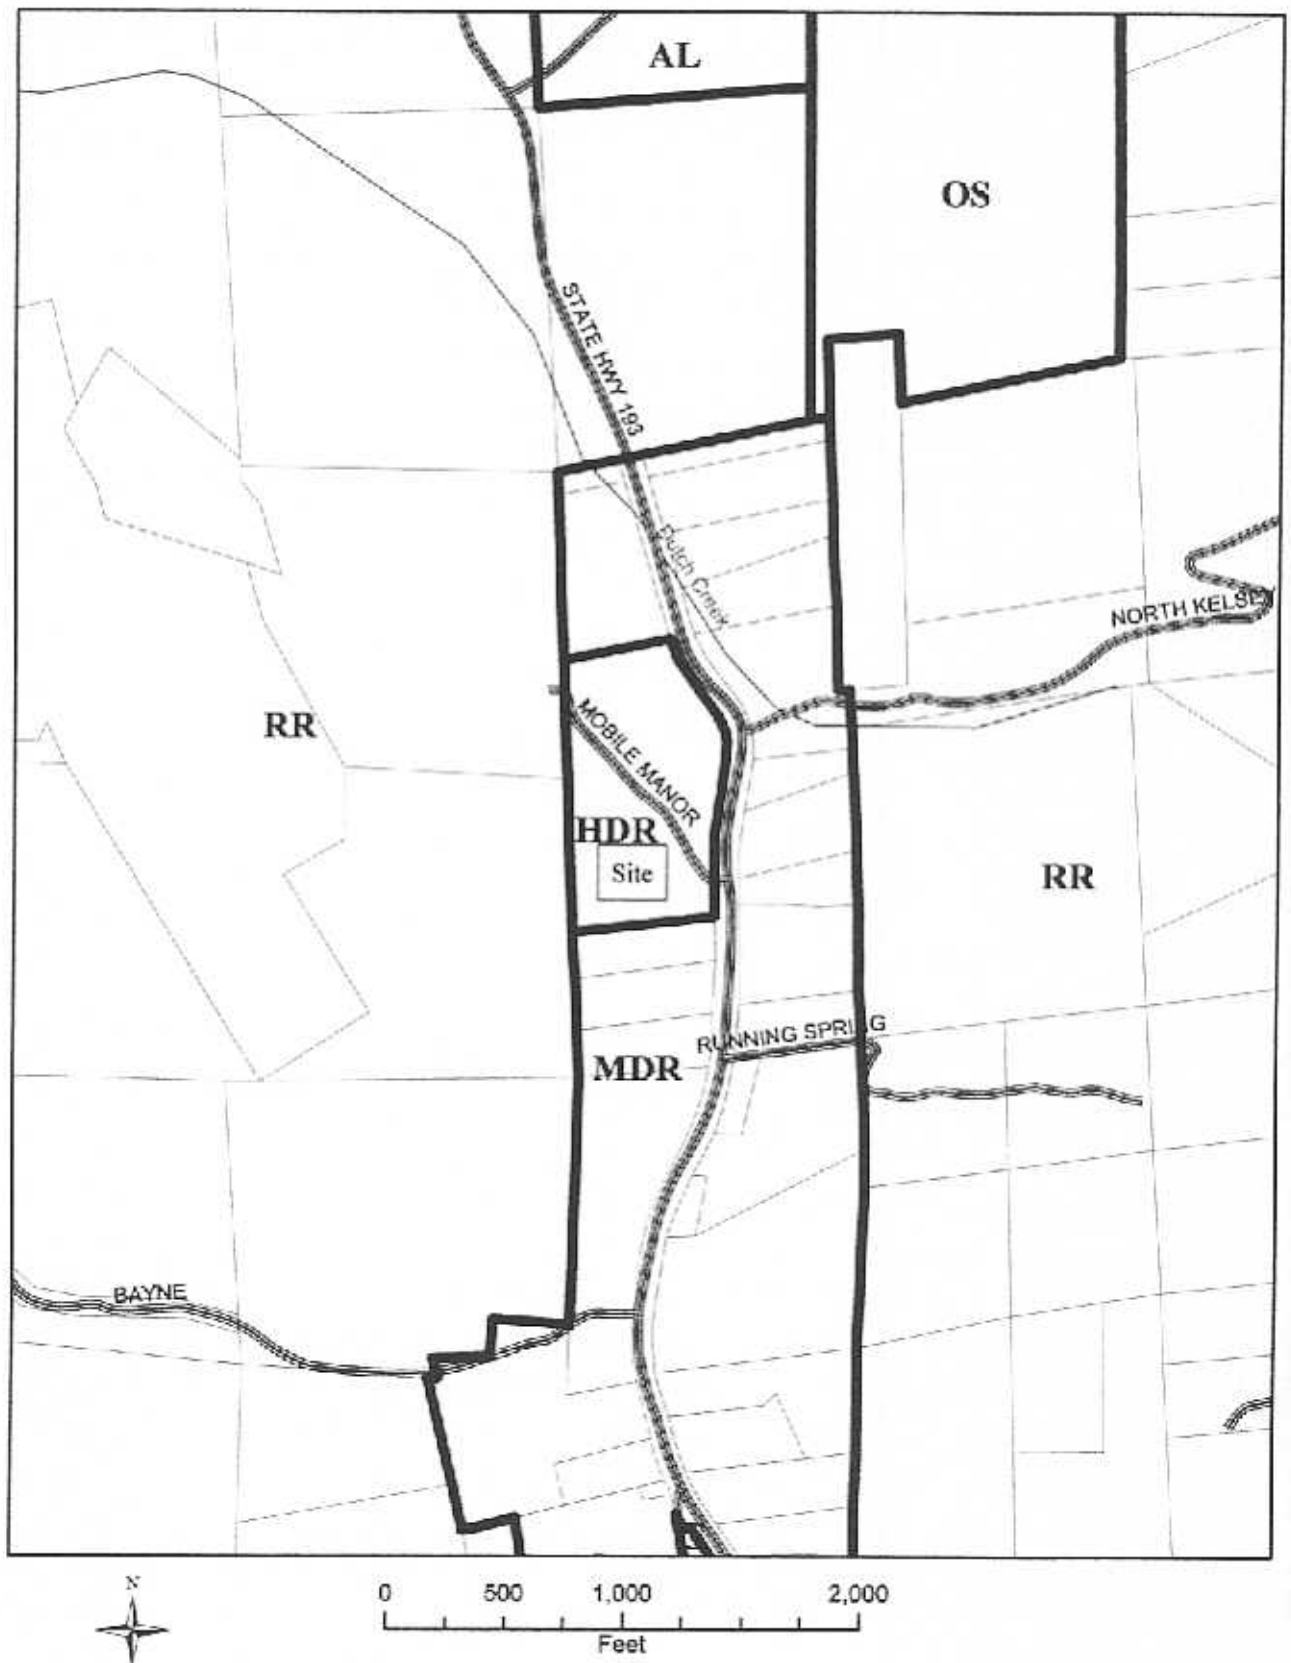 AL
OS
STATE HWY 193
Dutch Creek
NORTH KELSEY
RR
MOBILE MANOR
HDR
Site
RR
RUNNING SPRING
MDR
BAYNE
N
0 500 1,000 2,000
Feet